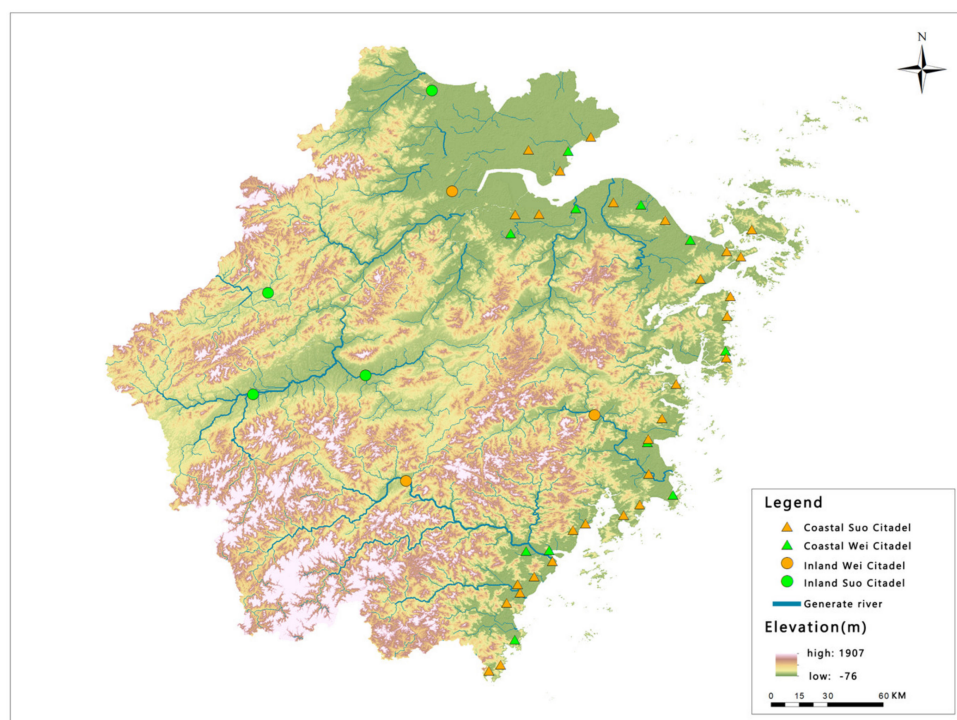 N
Legend
Coastal Suo Citadel
Coastal Wei Citadel
Inland Wei Citadel
Inland Suo Citadel
Generate river
Elevation(m)
high: 1907
low: -76
0 15 30 60 KM